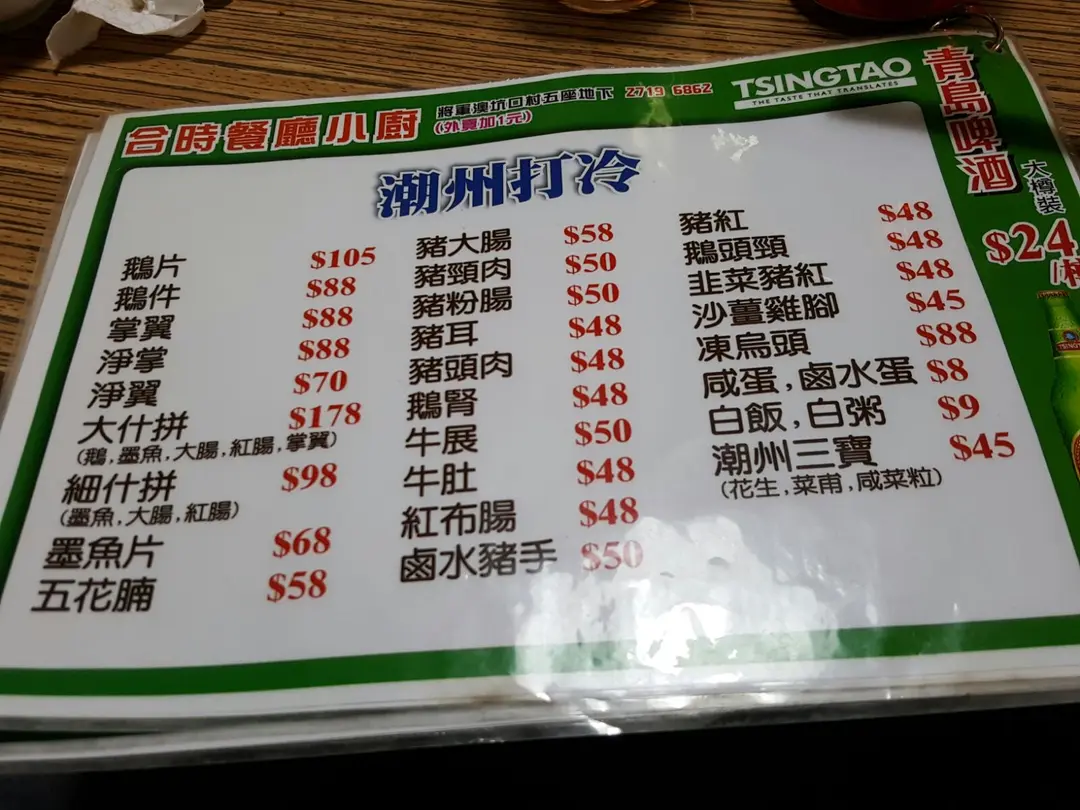 合時餐廳小廚
將軍澳坑口村五座地下 2719 6862
(外賣加1元)
TSINGTAO
THE TASTE THAT TRANSLATES
青島啤酒
大樽裝
$24
潮州打冷
鵝片 $105
鵝件 $88
掌翼 $88
淨掌 $88
淨翼 $70
大什拼 $178
(鵝,墨魚,大腸,紅腸,掌翼)
細什拼 $98
(墨魚,大腸,紅腸)
墨魚片 $68
五花腩 $58
豬大腸 $58
豬頸肉 $50
豬粉腸 $50
豬耳 $48
豬頭肉 $48
鵝腎 $48
牛展 $50
牛肚 $48
紅布腸 $48
鹵水豬手 $50
豬紅 $48
鵝頭頸 $48
韭菜豬紅 $48
沙薑雞腳 $45
凍烏頭 $88
咸蛋,鹵水蛋 $8
白飯,白粥 $9
潮州三寶 $45
(花生,菜甫,咸菜粒)